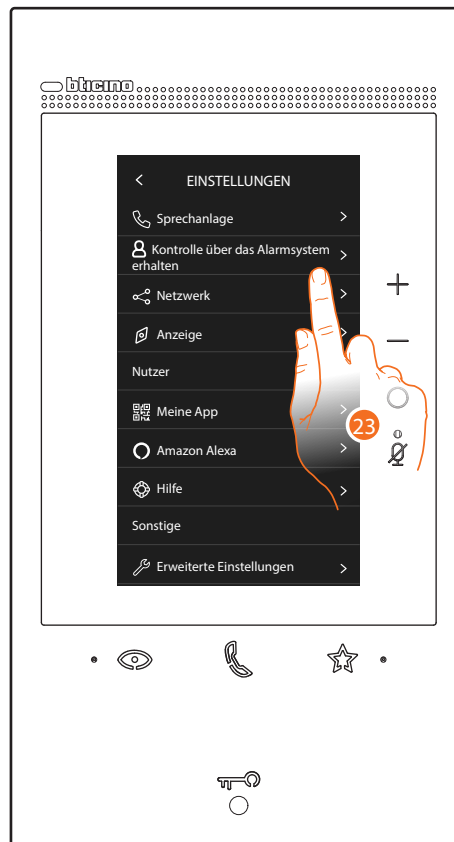 bticino
EINSTELLUNGEN
Sprechanlage
Kontrolle über das Alarmsystem
erhalten
Netzwerk
Anzeige
Nutzer
Meine App
23
Amazon Alexa
Hilfe
Sonstige
Erweiterte Einstellungen